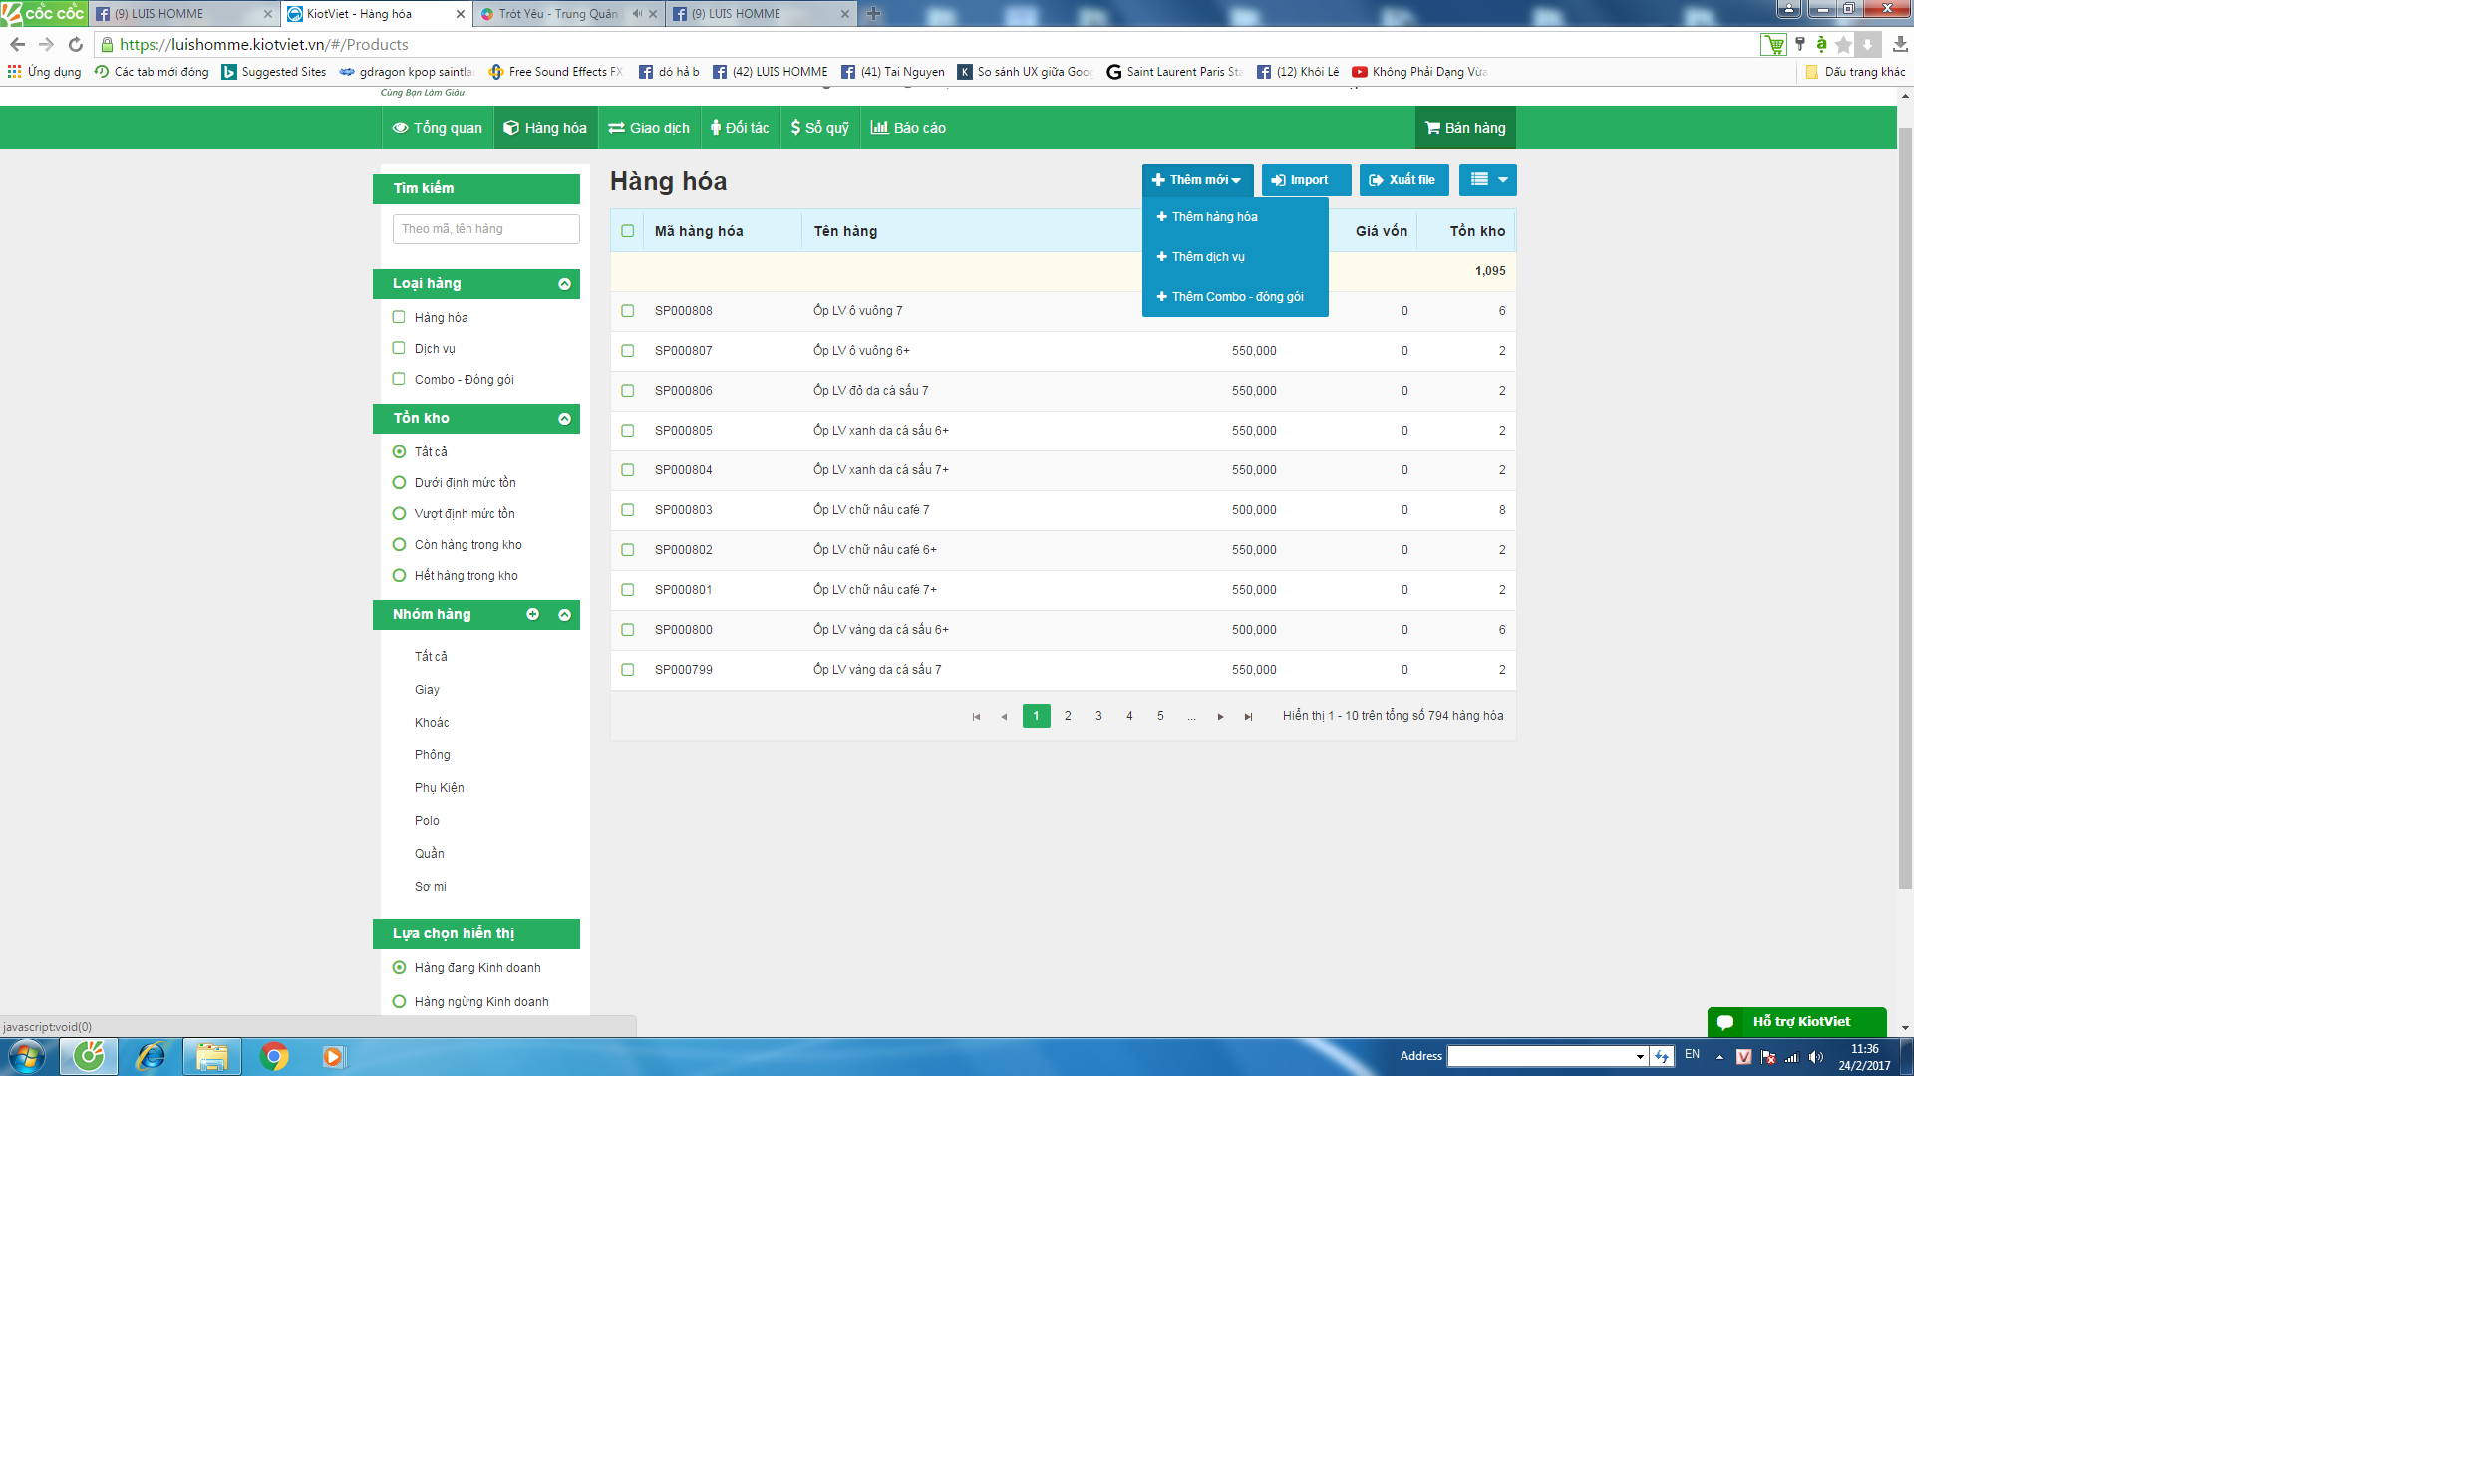 cốc cốc
(9) LUIS HOMME
KiotViet - Hàng hóa
Trót Yêu - Trung Quân
(9) LUIS HOMME
https://luishomme.kiotviet.vn/#/Products
Ứng dụng
Các tab mới đóng
Suggested Sites
gdragon kpop saintla
Free Sound Effects FX
dó hả b
(42) LUIS HOMME
(41) Tai Nguyen
So sánh UX giữa Goo
Saint Laurent Paris Sta
(12) Khôi Lê
Không Phải Dạng Vừa
Dấu trang khác
Cùng Bạn Làm Giàu
Tổng quan
Hàng hóa
Giao dịch
Đối tác
Sổ quỹ
Báo cáo
Bán hàng
Tìm kiếm
Theo mã, tên hàng
Loại hàng
Hàng hóa
Dịch vụ
Combo - Đóng gói
Tồn kho
Tất cả
Dưới định mức tồn
Vượt định mức tồn
Còn hàng trong kho
Hết hàng trong kho
Nhóm hàng
Tất cả
Giay
Khoác
Phông
Phụ Kiện
Polo
Quần
Sơ mi
Lựa chọn hiển thị
Hàng đang Kinh doanh
Hàng ngừng Kinh doanh
Hàng hóa
Thêm mới
Import
Xuất file
Thêm hàng hóa
Thêm dịch vụ
Thêm Combo - đóng gói
Mã hàng hóa Tên hàng Giá vốn Tồn kho
1,095
SP000808 Ốp LV ô vuông 7 0 6
SP000807 Ốp LV ô vuông 6+ 550,000 0 2
SP000806 Ốp LV đỏ da cá sấu 7 550,000 0 2
SP000805 Ốp LV xanh da cá sấu 6+ 550,000 0 2
SP000804 Ốp LV xanh da cá sấu 7+ 550,000 0 2
SP000803 Ốp LV chữ nâu café 7 500,000 0 8
SP000802 Ốp LV chữ nâu café 6+ 550,000 0 2
SP000801 Ốp LV chữ nâu café 7+ 550,000 0 2
SP000800 Ốp LV vàng da cá sấu 6+ 500,000 0 6
SP000799 Ốp LV vàng da cá sấu 7 550,000 0 2
1 2 3 4 5 ... Hiển thị 1 - 10 trên tổng số 794 hàng hóa
Hỗ trợ KiotViet
javascript:void(0)
Address
EN
11:36
24/2/2017